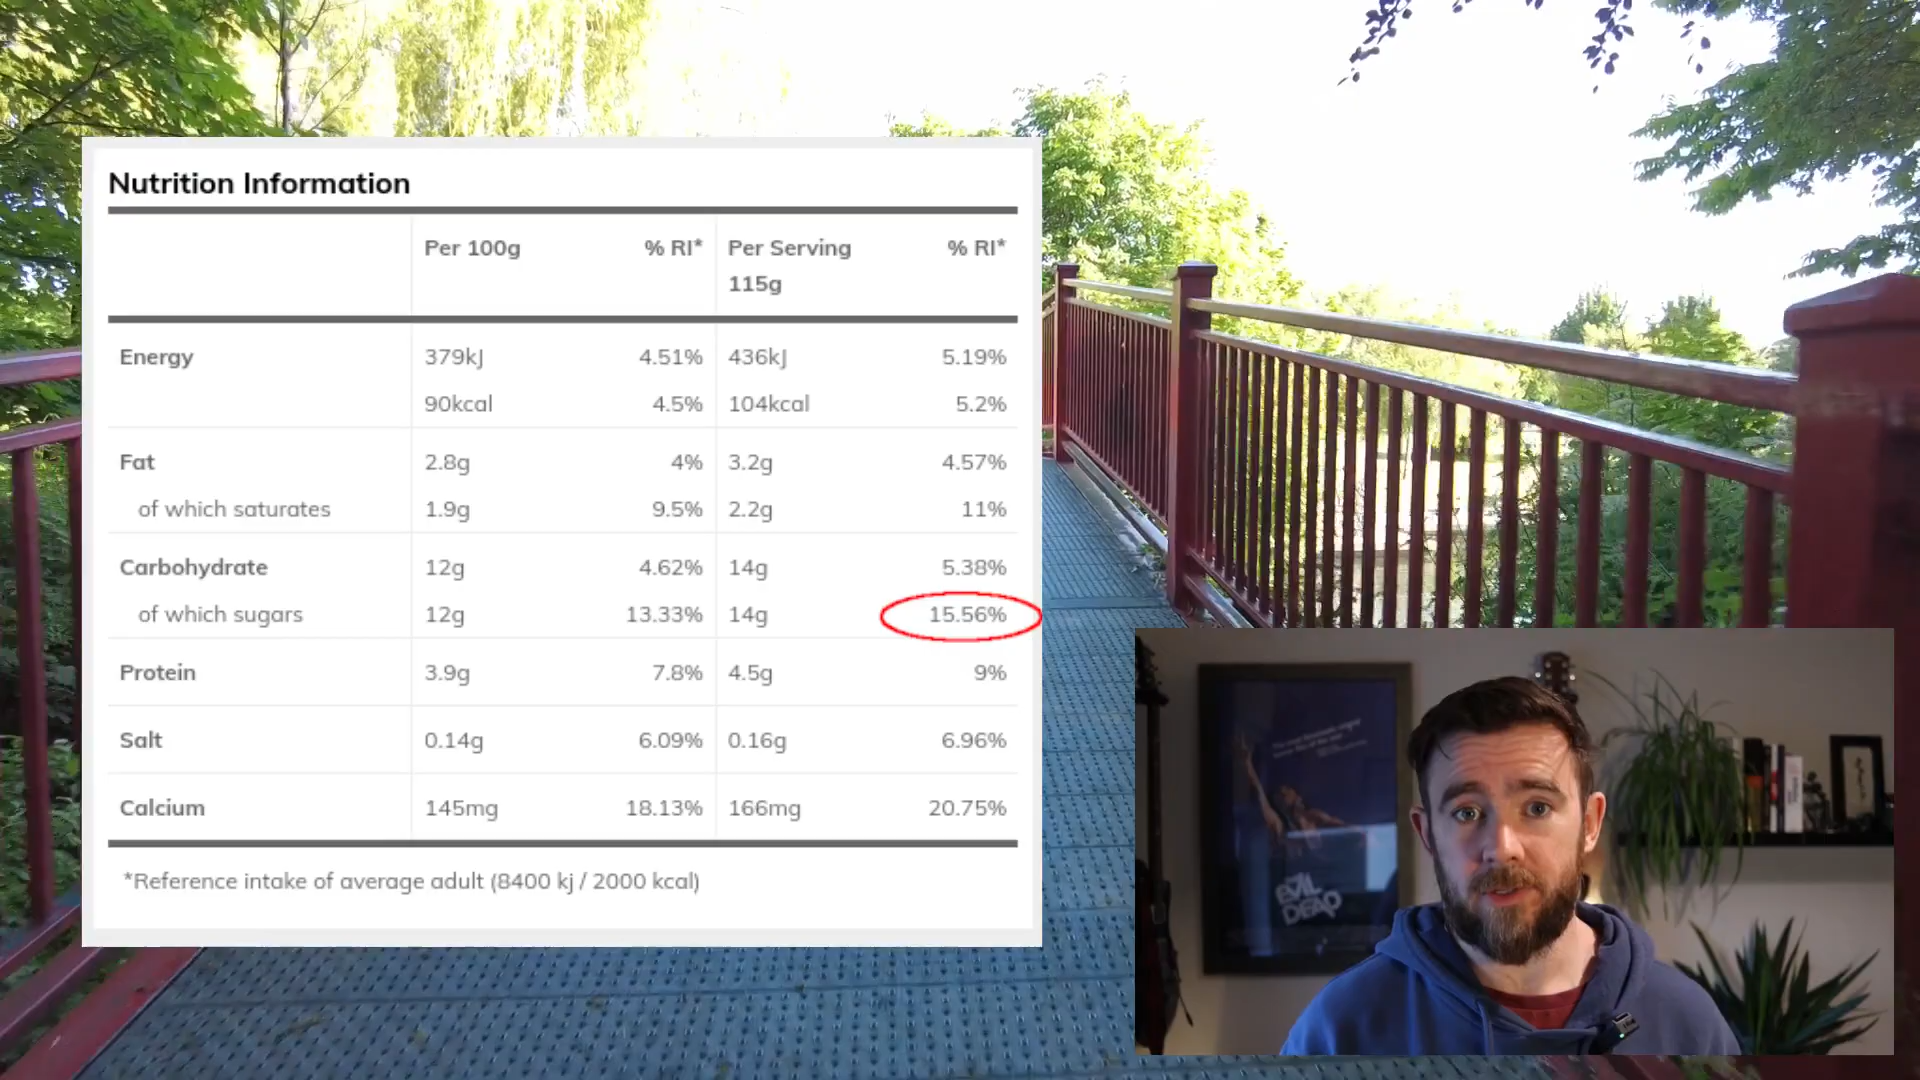 Nutrition Information
Per 100g % RI* Per Serving 115g % RI*
Energy 379kJ 4.51% 436kJ 5.19%
90kcal 4.5% 104kcal 5.2%
Fat 2.8g 4% 3.2g 4.57%
of which saturates 1.9g 9.5% 2.2g 11%
Carbohydrate 12g 4.62% 14g 5.38%
of which sugars 12g 13.33% 14g 15.56%
Protein 3.9g 7.8% 4.5g 9%
Salt 0.14g 6.09% 0.16g 6.96%
Calcium 145mg 18.13% 166mg 20.75%
*Reference intake of average adult (8400 kj / 2000 kcal)
EVIL
DEAD